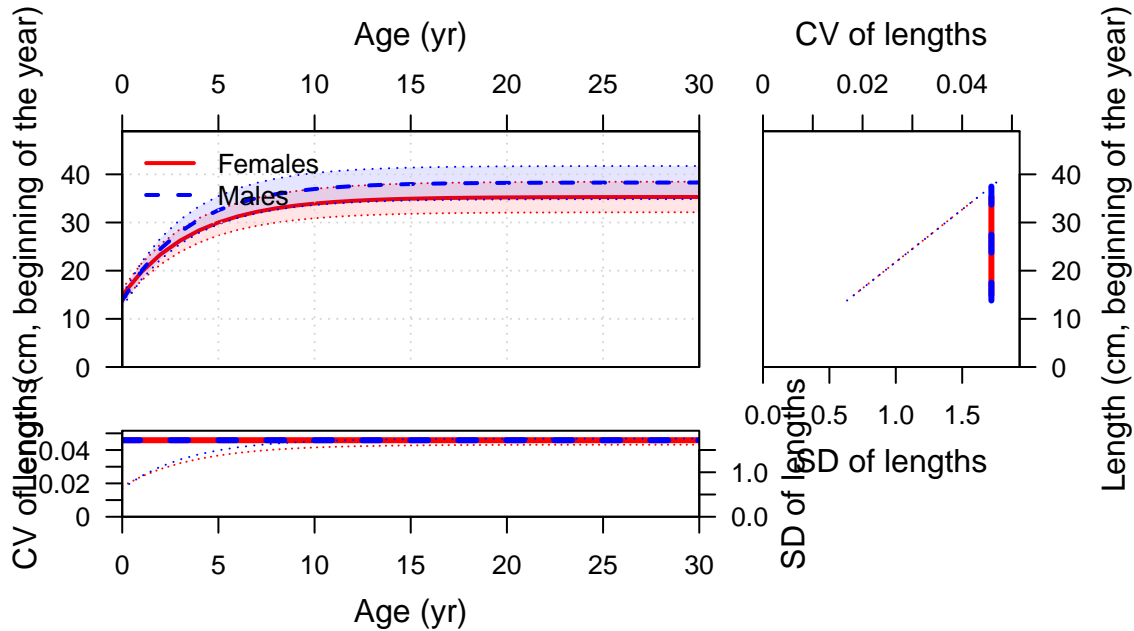 Age (yr)
0 5 10 15 20 25 30
CV of lengths
0 0.02 0.04
Length (cm, beginning of the year)
40
30
20
10
0
Females
Males
40
30
20
10
0
Length (cm, beginning of the year)
0.0 0.5 1.0 1.5
SD of lengths
CV of lengths
0.04
0.02
0
1.0
0.0
SD of lengths
0 5 10 15 20 25 30
Age (yr)